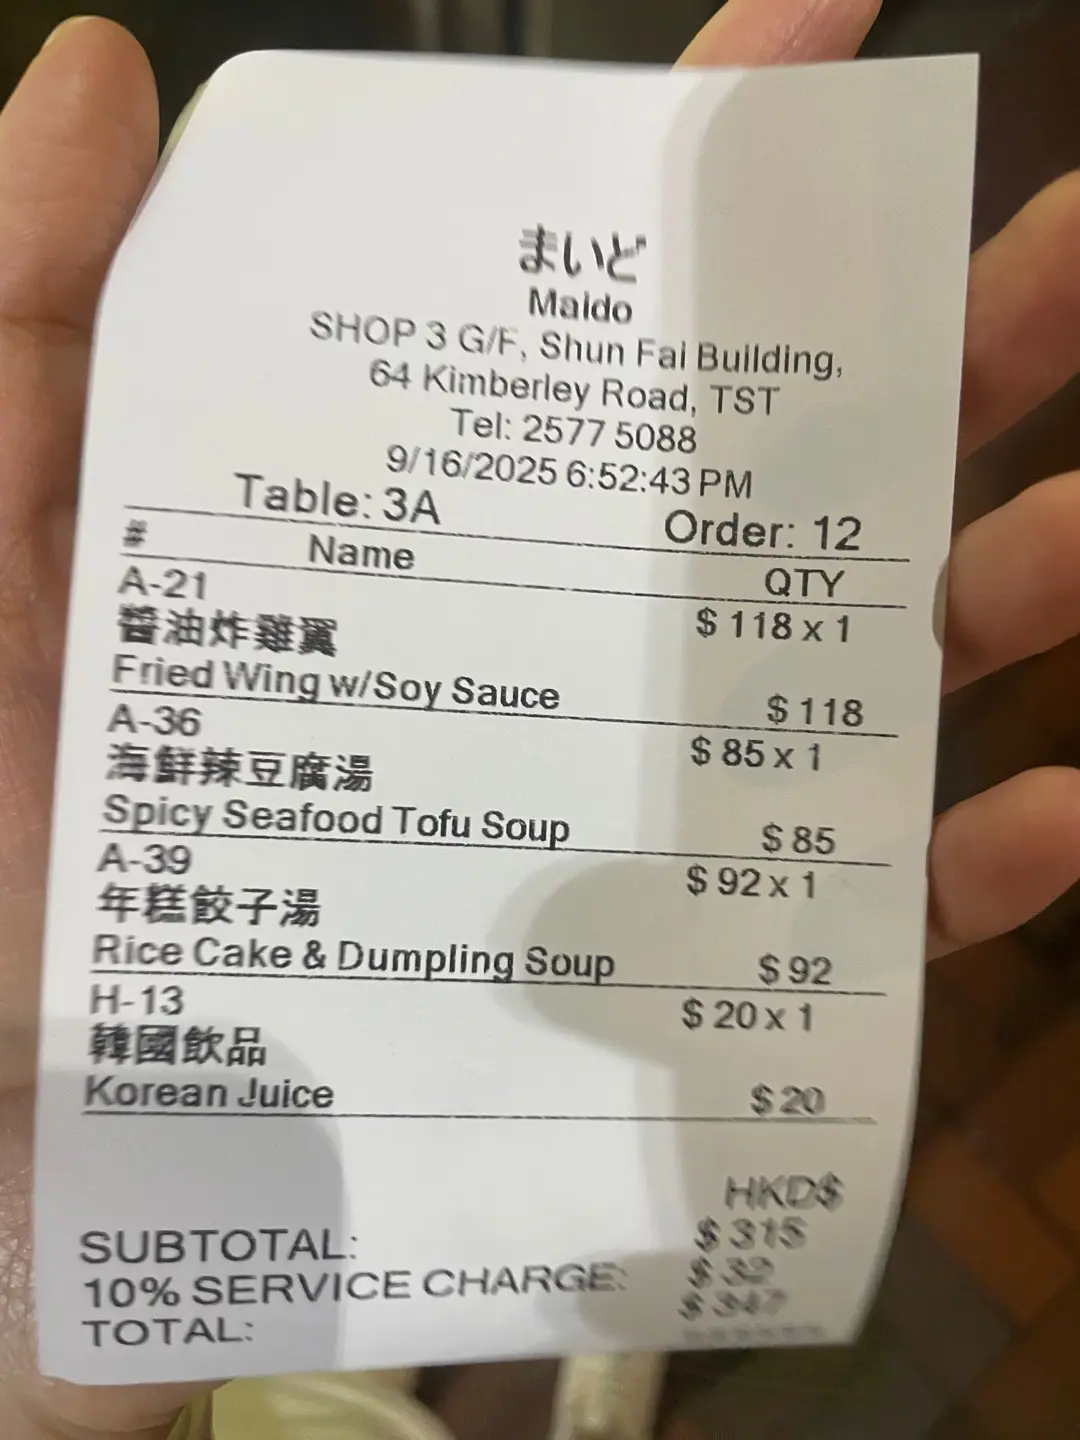 まいど
Maido
SHOP 3 G/F, Shun Fai Building,
64 Kimberley Road, TST
Tel: 2577 5088
9/16/2025 6:52:43 PM
Table: 3A Order: 12
# Name QTY
A-21 $ 118 x 1
醬油炸雞翼
Fried Wing w/Soy Sauce $ 118
A-36 $ 85 x 1
海鮮辣豆腐湯
Spicy Seafood Tofu Soup $ 85
A-39 $ 92 x 1
年糕餃子湯
Rice Cake & Dumpling Soup $ 92
H-13 $ 20 x 1
韓國飲品
Korean Juice $ 20
HKD$
SUBTOTAL: $ 315
10% SERVICE CHARGE: $ 32
TOTAL: $ 347